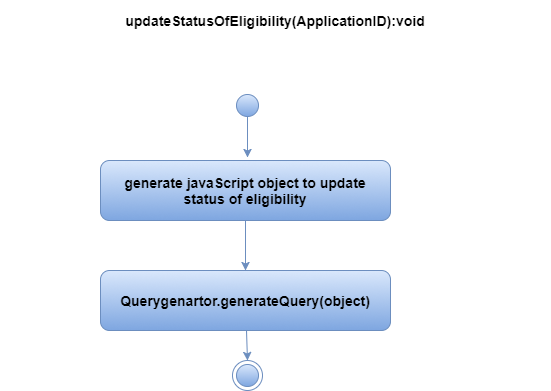 updateStatusOfEligibility(ApplicationID):void
generate javaScript object to update
status of eligibility
Querygenartor.generateQuery(object)